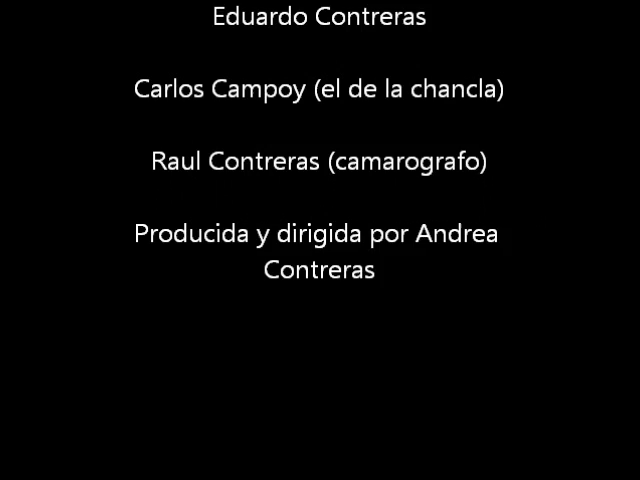 Eduardo Contreras
Carlos Campoy (el de la chancla)
Raul Contreras (camarografo)
Producida y dirigida por Andrea
Contreras